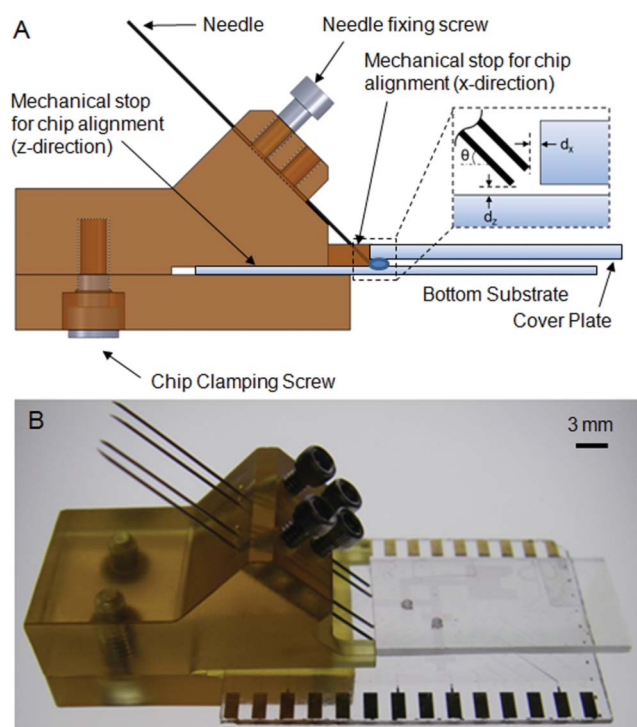 A
Needle
Needle fixing screw
Mechanical stop
for chip alignment
(z-direction)
Mechanical stop for chip
alignment (x-direction)
θ
dx
dz
Bottom Substrate
Cover Plate
Chip Clamping Screw
B
3 mm